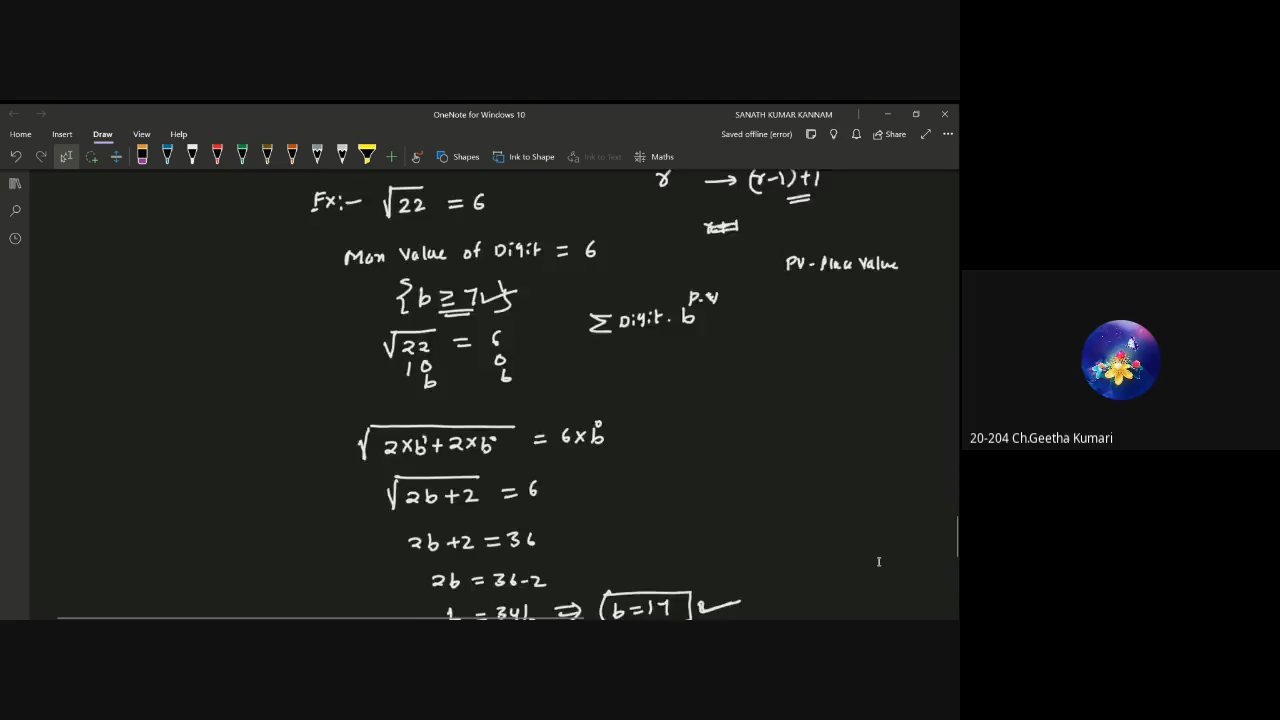 OneNote for Windows 10
SANATH KUMAR KANNAM
Home Insert Draw View Help
Saved offline (error)
Share
Shapes
Ink to Shape
Ink to Text
Maths
r → (r-1)+1
Ex:- √22 = 6
Max Value of Digit = 6
PV - Place Value
{b ≥ 7}
Σ Digit. b^p.v
√22 = 6
1 0 0
b b
√2×b¹+2×b⁰ = 6×b⁰
√2b+2 = 6
2b+2 = 36
2b = 36-2
b = 34/ ⇒ b=17
20-204 Ch.Geetha Kumari